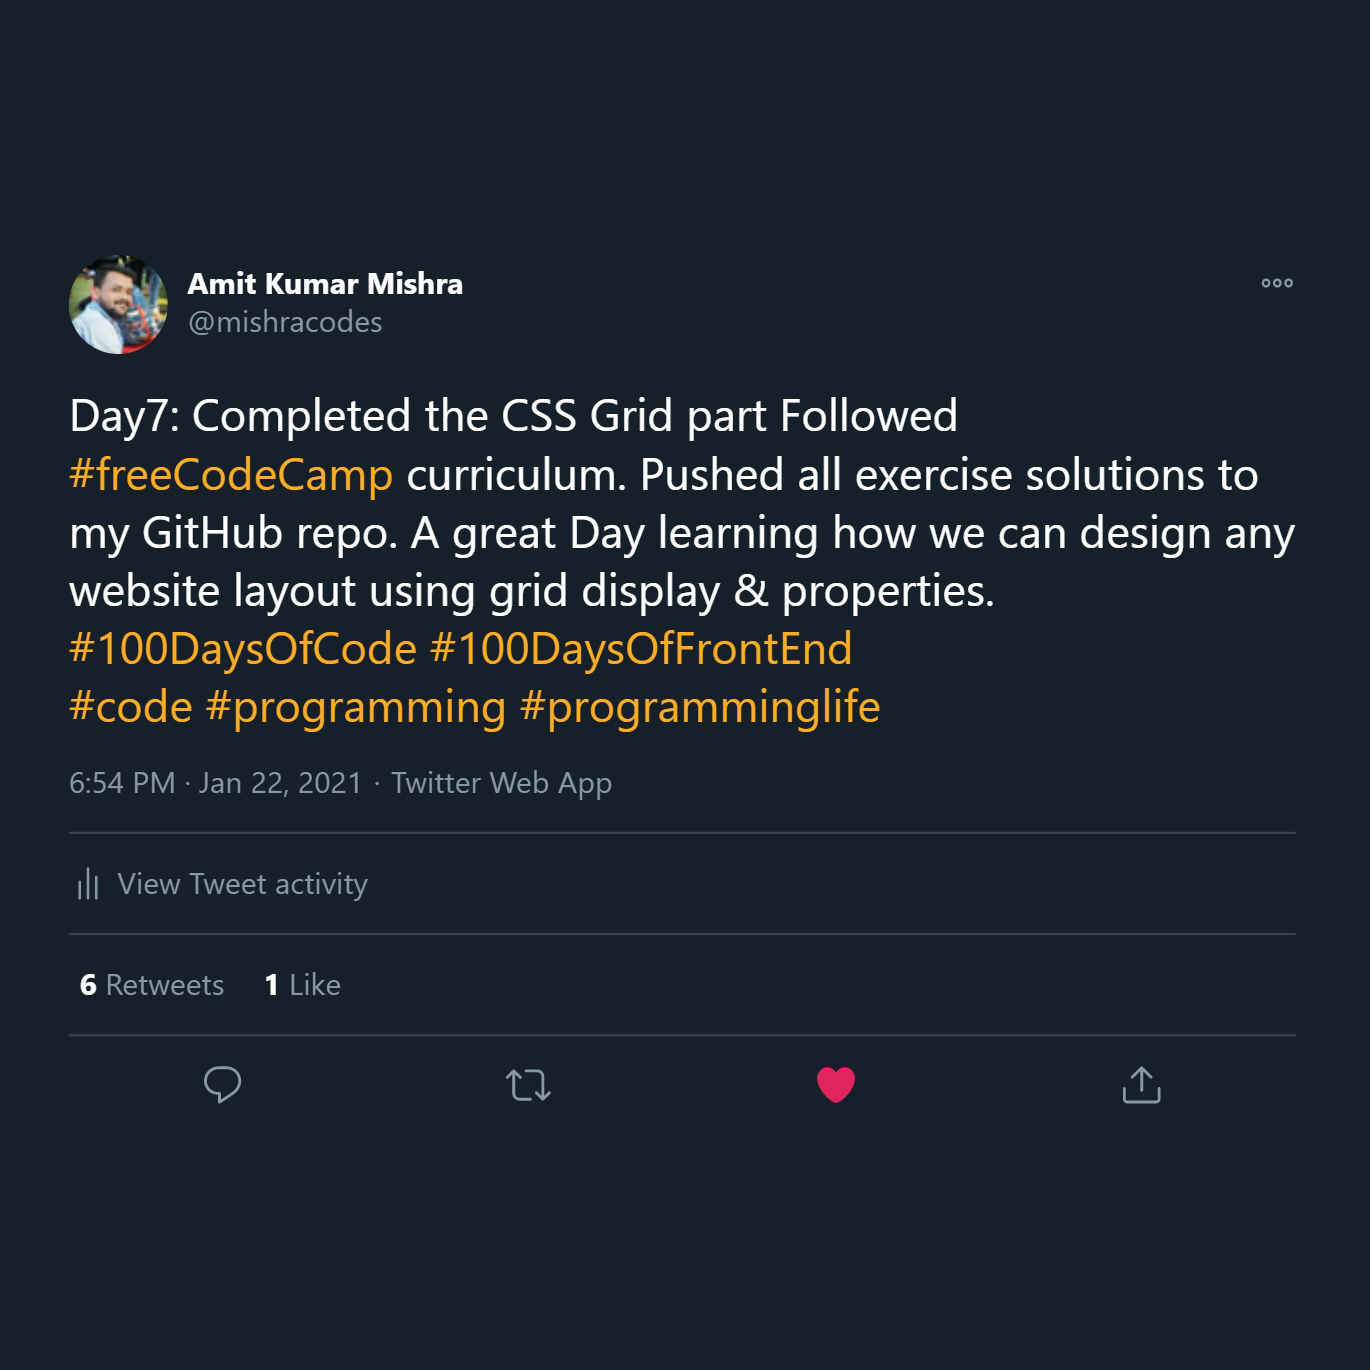 Amit Kumar Mishra
@mishracodes
Day7: Completed the CSS Grid part Followed
#freeCodeCamp curriculum. Pushed all exercise solutions to
my GitHub repo. A great Day learning how we can design any
website layout using grid display & properties.
#100DaysOfCode #100DaysOfFrontEnd
#code #programming #programminglife
6:54 PM · Jan 22, 2021 · Twitter Web App
View Tweet activity
6 Retweets 1 Like